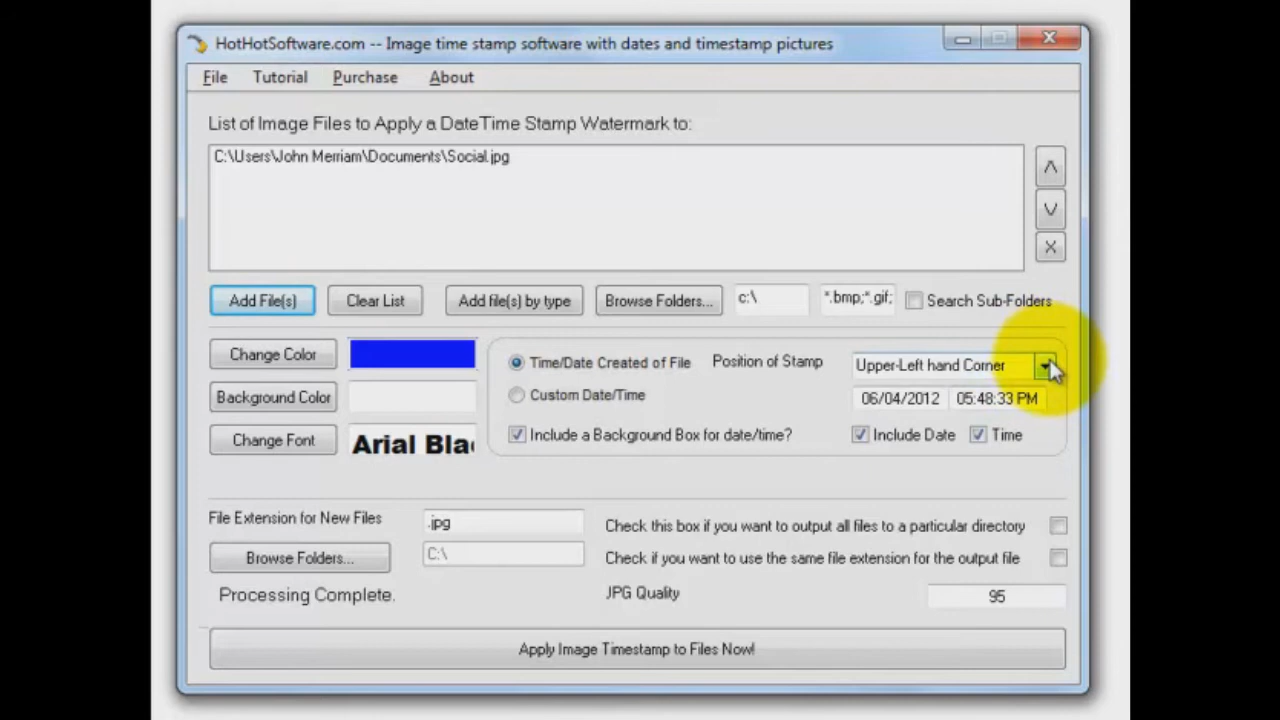 HotHotSoftware.com -- Image time stamp software with dates and timestamp pictures
File Tutorial Purchase About
List of Image Files to Apply a DateTime Stamp Watermark to:
C:\Users\John Merriam\Documents\Social.jpg
Add File(s) Clear List Add file(s) by type Browse Folders... c:\ *.bmp;*.gif; Search Sub-Folders
Change Color Time/Date Created of File Position of Stamp Upper-Left hand Corner
Background Color Custom Date/Time 06/04/2012 05:48:33 PM
Change Font Arial Blac Include a Background Box for date/time? Include Date Time
File Extension for New Files .jpg Check this box if you want to output all files to a particular directory
Browse Folders... C:\ Check if you want to use the same file extension for the output file
Processing Complete. JPG Quality 95
Apply Image Timestamp to Files Now!